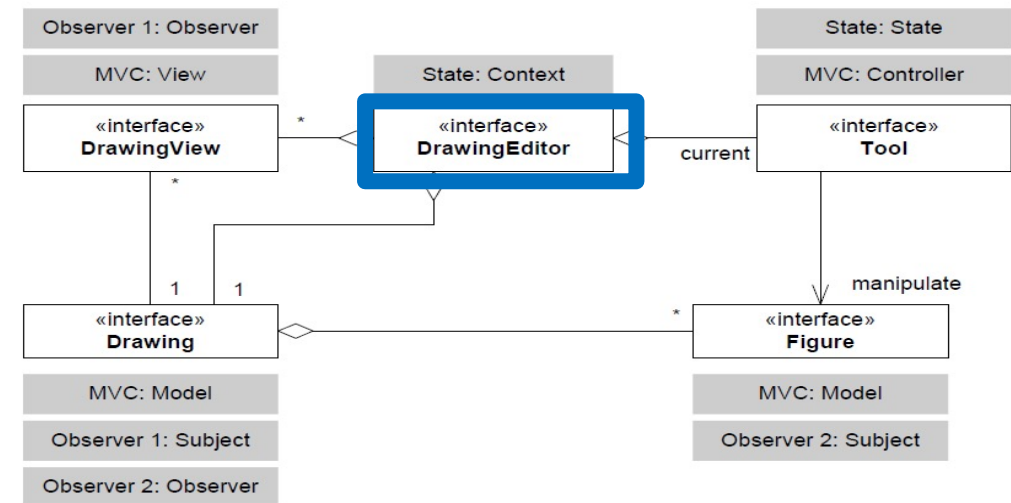 Observer 1: Observer
MVC: View
«interface»
DrawingView
State: Context
«interface»
DrawingEditor
State: State
MVC: Controller
«interface»
Tool
*
current
*
1
1
manipulate
*
«interface»
Drawing
«interface»
Figure
MVC: Model
Observer 1: Subject
Observer 2: Observer
MVC: Model
Observer 2: Subject